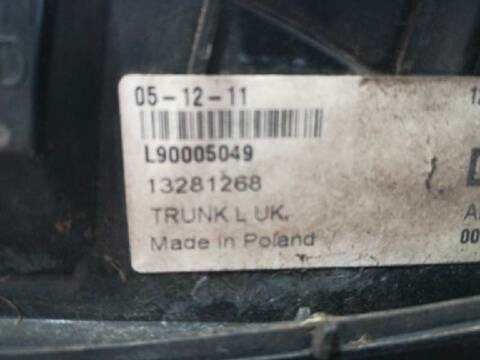 05-12-11
L90005049
13281268
TRUNK L UK.
Made in Poland